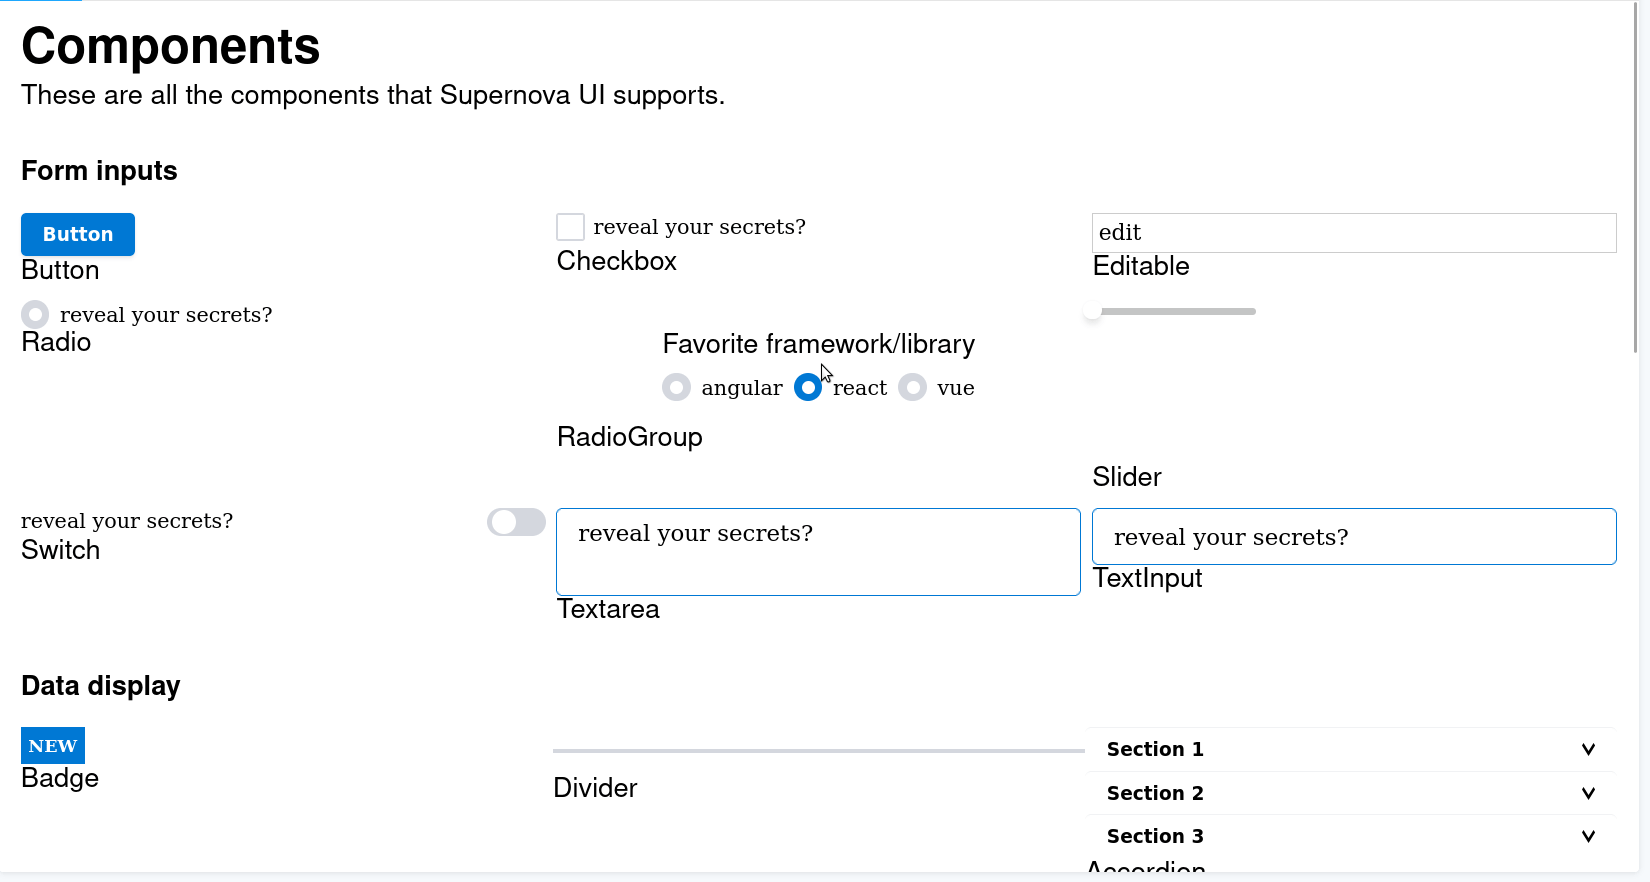 Components
These are all the components that Supernova UI supports.
Form inputs
Button
Button
reveal your secrets?
Checkbox
edit
Editable
reveal your secrets?
Radio
Favorite framework/library
angular react vue
RadioGroup
Slider
reveal your secrets?
Switch
reveal your secrets?
Textarea
reveal your secrets?
TextInput
Data display
NEW
Badge
Divider
Section 1
Section 2
Section 3
Accordion